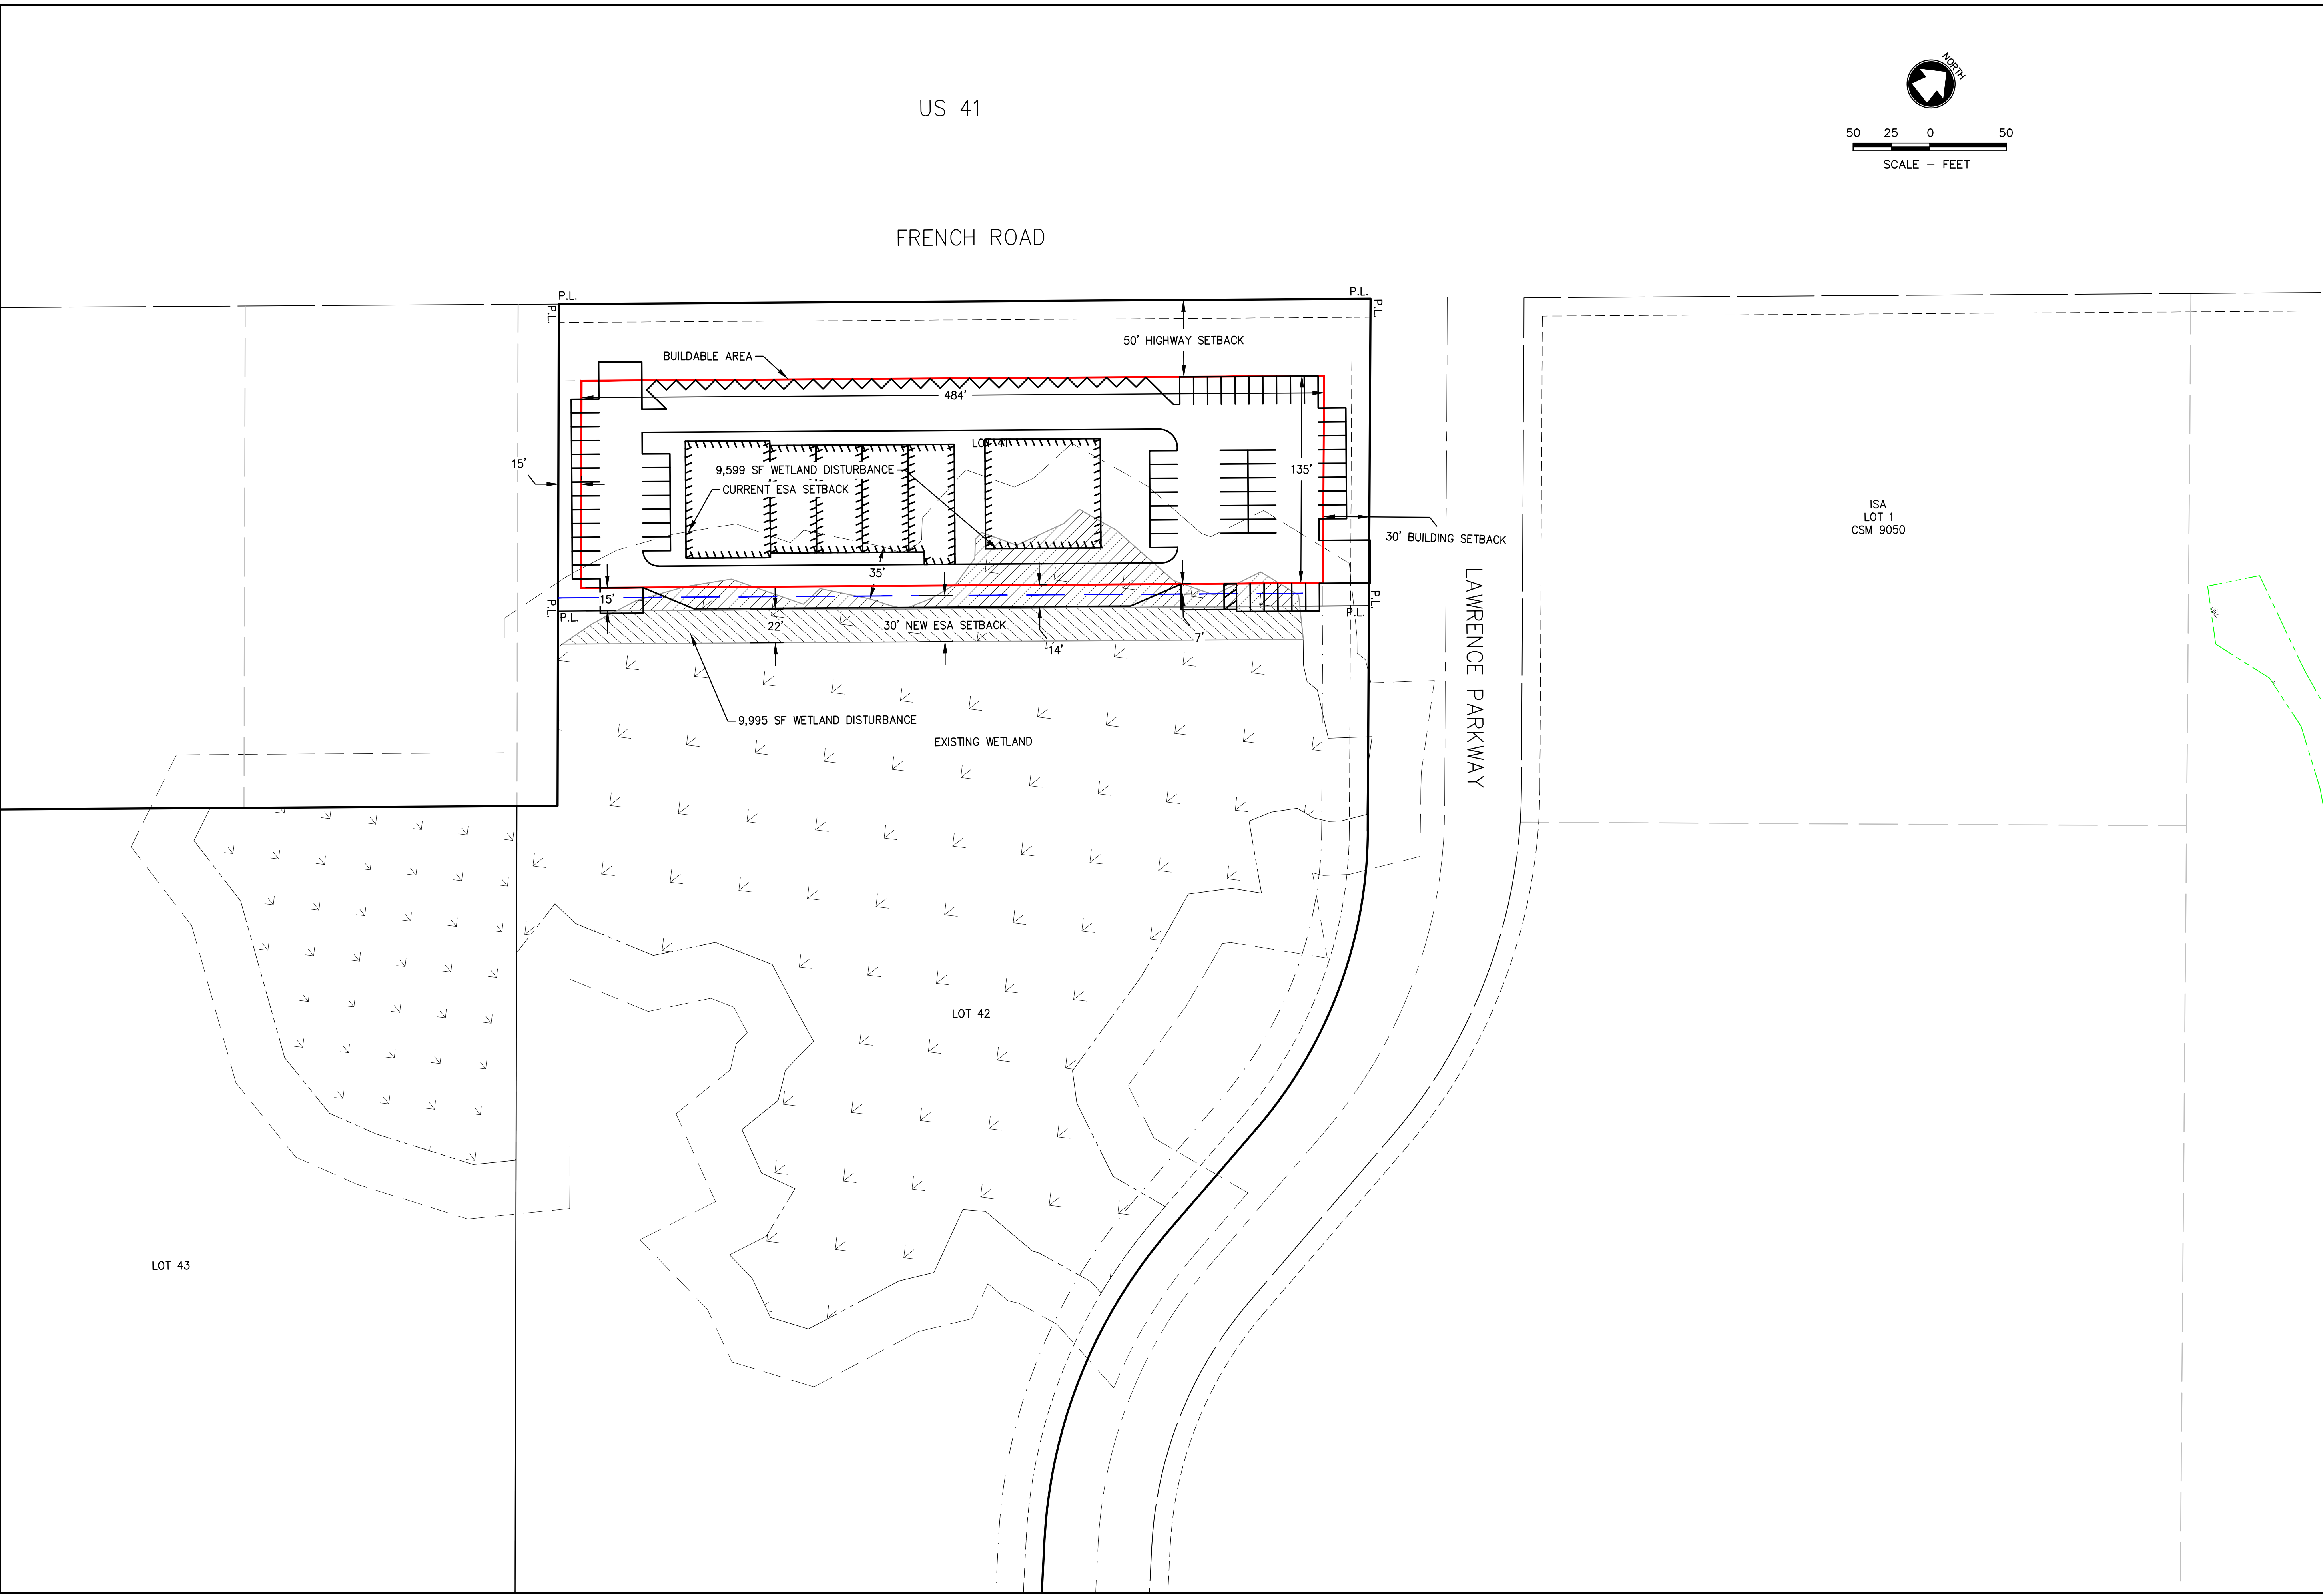 NORTH
US 41
50 25 0 50
SCALE – FEET
FRENCH ROAD
P.L.
P.L.
P.L.
P.L.
50' HIGHWAY SETBACK
BUILDABLE AREA
484'
LOT 41
15'
9,599 SF WETLAND DISTURBANCE
135'
CURRENT ESA SETBACK
ISA
LOT 1
CSM 9050
30' BUILDING SETBACK
35'
15'
P.L.
P.L.
P.L.
P.L.
22'
30' NEW ESA SETBACK
14'
7'
LAWRENCE PARKWAY
9,995 SF WETLAND DISTURBANCE
EXISTING WETLAND
LOT 42
LOT 43